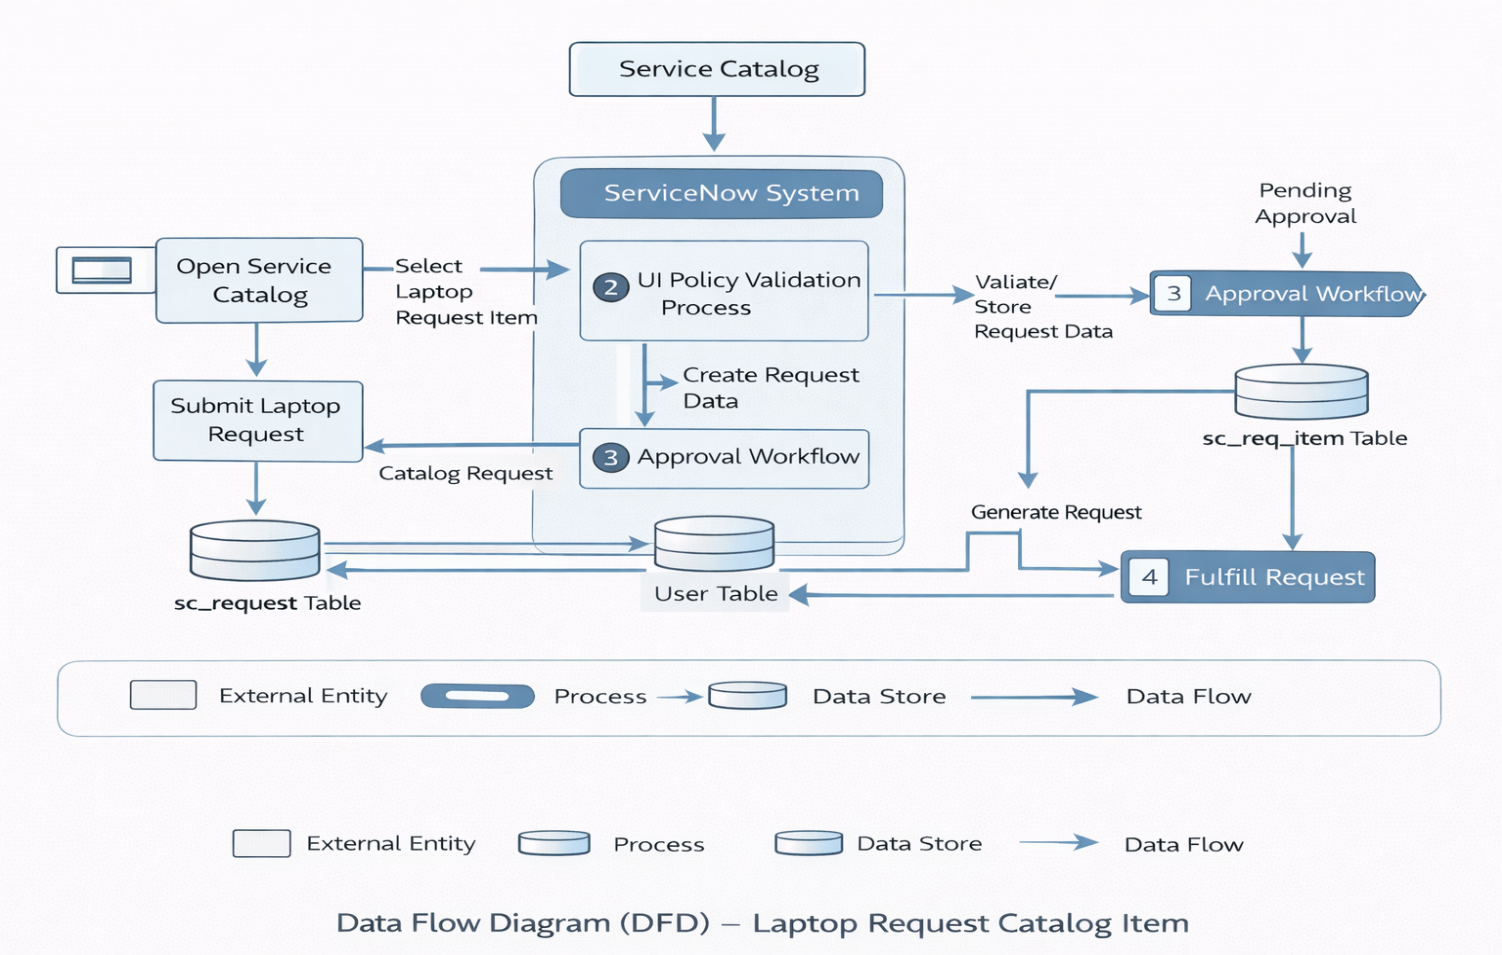 Service Catalog
ServiceNow System
Pending
Approval
Open Service
Catalog
Select
Laptop
Request Item
2 UI Policy Validation
Process
Valiate/
Store
Request Data
3 Approval Workflow
Create Request
Data
Submit Laptop
Request
3 Approval Workflow
Catalog Request
sc_req_item Table
Generate Request
4 Fulfill Request
User Table
sc_request Table
External Entity
Process
Data Store
Data Flow
External Entity
Process
Data Store
Data Flow
Data Flow Diagram (DFD) – Laptop Request Catalog Item